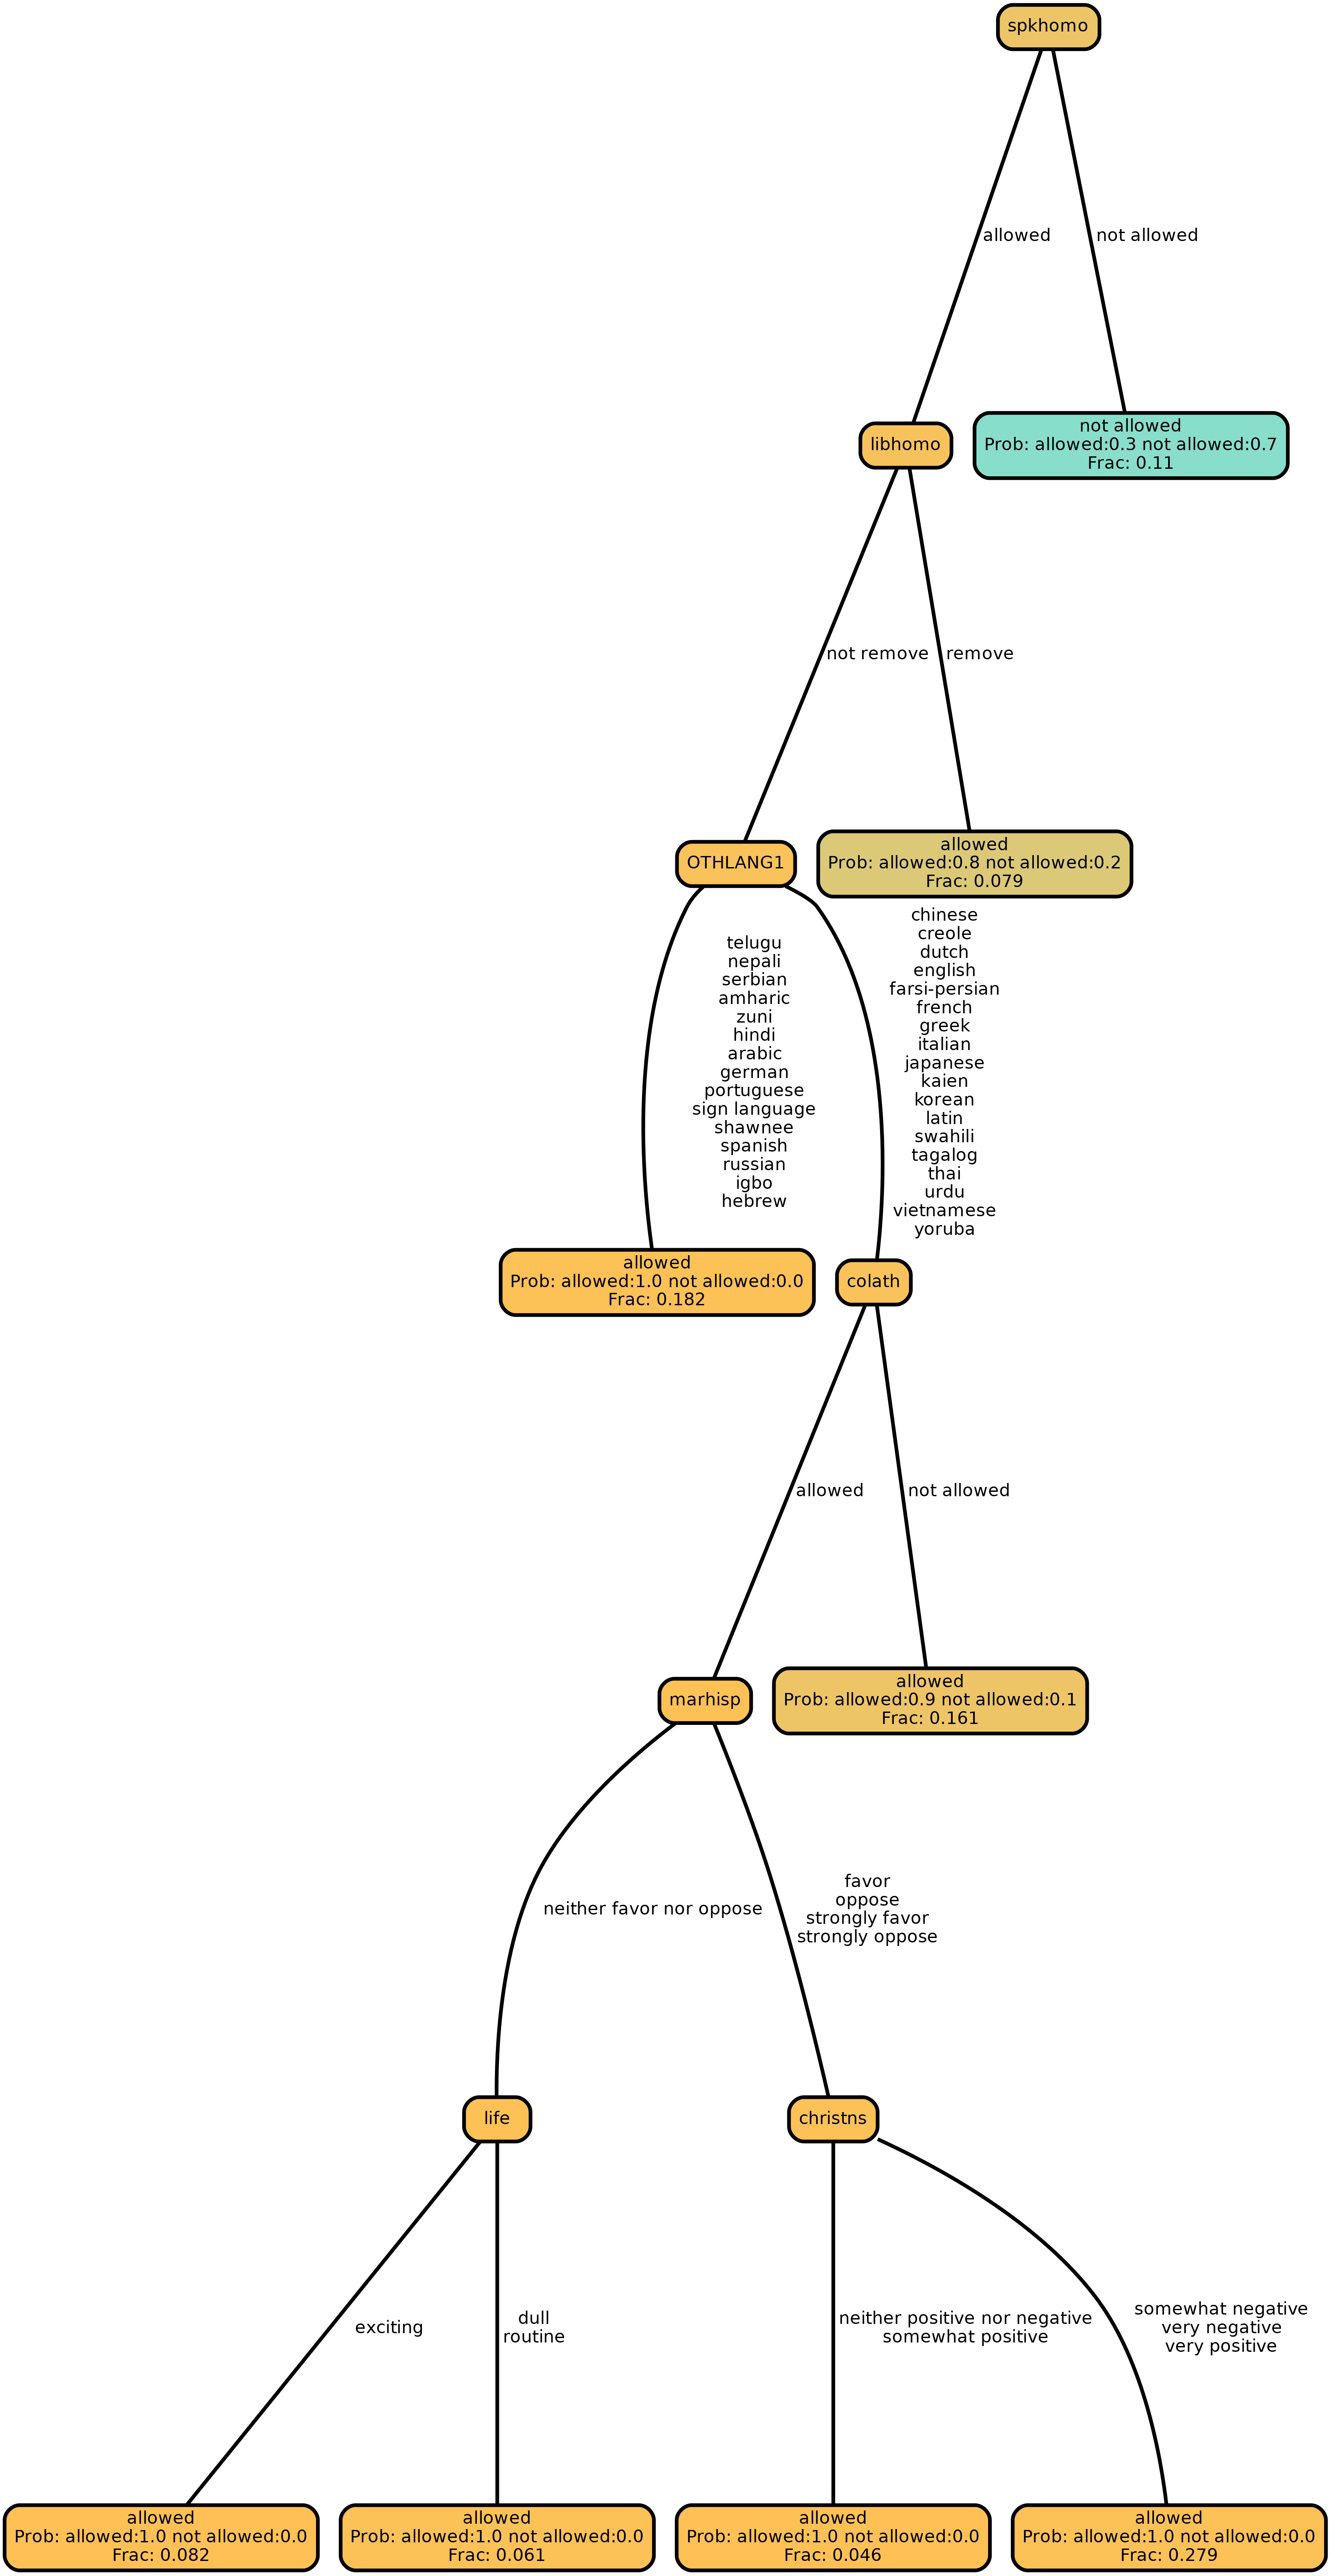 spkhomo
allowed
not allowed
libhomo
not allowed
Prob: allowed:0.3 not allowed:0.7
Frac: 0.11
not remove
remove
OTHLANG1
allowed
Prob: allowed:0.8 not allowed:0.2
Frac: 0.079
telugu
nepali
serbian
amharic
zuni
hindi
arabic
german
portuguese
sign language
shawnee
spanish
russian
igbo
hebrew
chinese
creole
dutch
english
farsi-persian
french
greek
italian
japanese
kaien
korean
latin
swahili
tagalog
thai
urdu
vietnamese
yoruba
allowed
Prob: allowed:1.0 not allowed:0.0
Frac: 0.182
colath
allowed
not allowed
marhisp
allowed
Prob: allowed:0.9 not allowed:0.1
Frac: 0.161
neither favor nor oppose
favor
oppose
strongly favor
strongly oppose
life
christns
exciting
dull
routine
neither positive nor negative
somewhat positive
somewhat negative
very negative
very positive
allowed
Prob: allowed:1.0 not allowed:0.0
Frac: 0.082
allowed
Prob: allowed:1.0 not allowed:0.0
Frac: 0.061
allowed
Prob: allowed:1.0 not allowed:0.0
Frac: 0.046
allowed
Prob: allowed:1.0 not allowed:0.0
Frac: 0.279